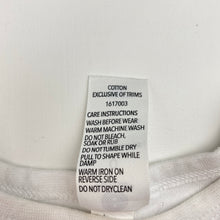 COTTON
EXCLUSIVE OF TRIMS
1617003
CARE INSTRUCTIONS
WASH BEFORE WEAR
WARM MACHINE WASH
DO NOT BLEACH,
SOAK OR RUB
DO NOT TUMBLE DRY
PULL TO SHAPE WHILE
DAMP
WARM IRON ON
REVERSE SIDE
DO NOT DRYCLEAN